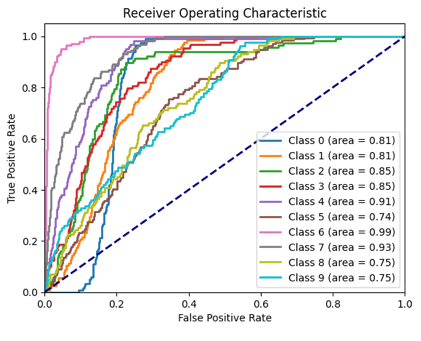 Receiver Operating Characteristic
True Positive Rate
1.0
0.8
0.6
0.4
0.2
0.0
Class 0 (area = 0.81)
Class 1 (area = 0.81)
Class 2 (area = 0.85)
Class 3 (area = 0.85)
Class 4 (area = 0.91)
Class 5 (area = 0.74)
Class 6 (area = 0.99)
Class 7 (area = 0.93)
Class 8 (area = 0.75)
Class 9 (area = 0.75)
0.0 0.2 0.4 0.6 0.8 1.0
False Positive Rate